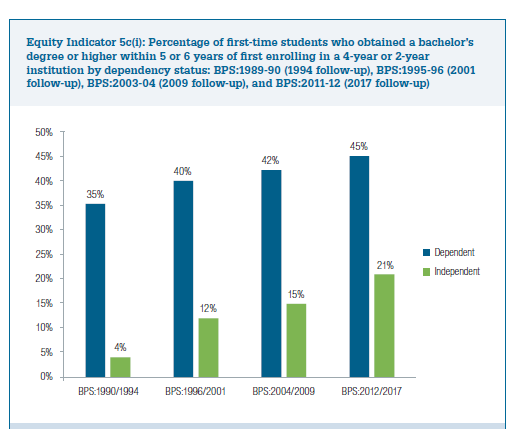 Equity Indicator 5c(i): Percentage of first-time students who obtained a bachelor's
degree or higher within 5 or 6 years of first enrolling in a 4-year or 2-year
institution by dependency status: BPS:1989-90 (1994 follow-up), BPS:1995-96 (2001
follow-up), BPS:2003-04 (2009 follow-up), and BPS:2011-12 (2017 follow-up)
50%
45%
40%
35%
30%
25%
20%
15%
10%
5%
0%
35%
4%
40%
12%
42%
15%
45%
21%
Dependent
Independent
BPS:1990/1994
BPS:1996/2001
BPS:2004/2009
BPS:2012/2017